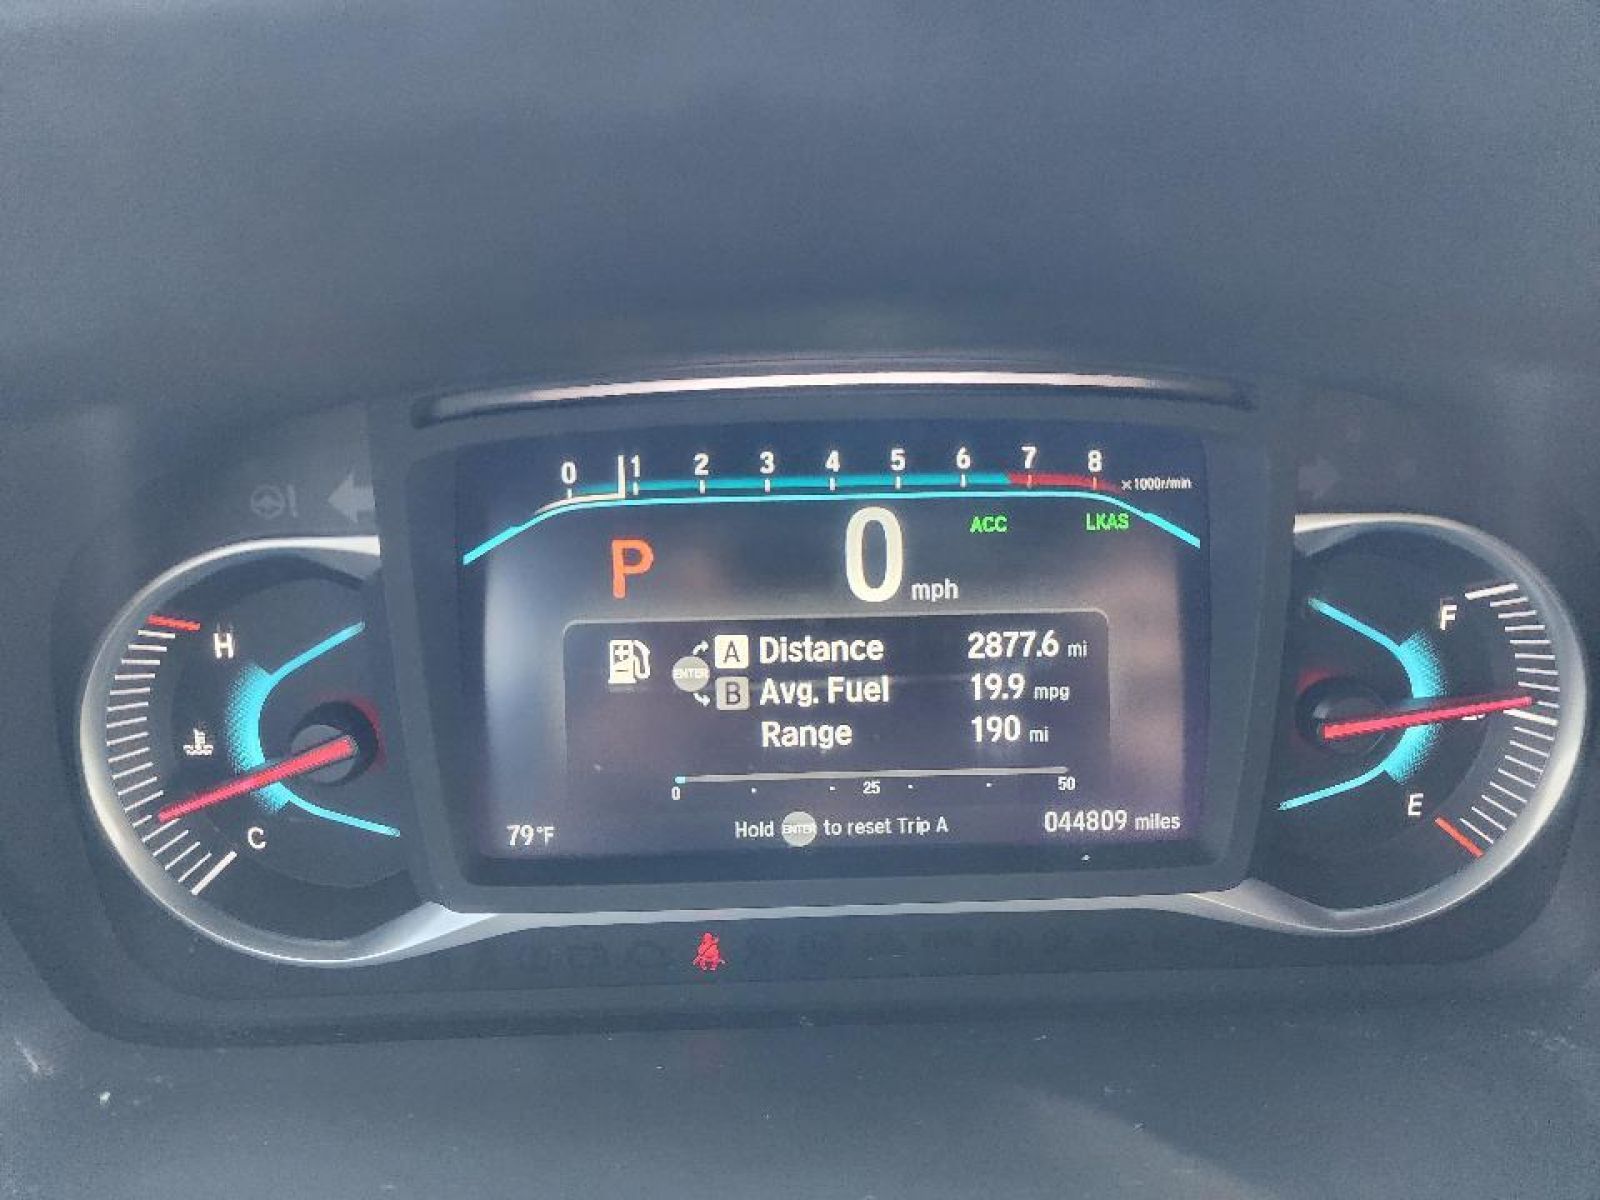 0 1 2 3 4 5 6 7 8 ×1000r/min
ACC LKAS
P 0 mph
A Distance 2877.6 mi
ENTER
B Avg. Fuel 19.9 mpg
Range 190 mi
0 25 50
Hold ENTER to reset Trip A
79°F
044809 miles
H
C
F
E